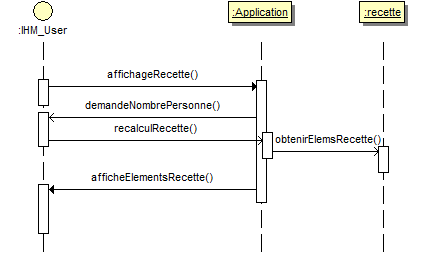 :Application
:recette
:IHM_User
affichageRecette()
demandeNombrePersonne()
recalculRecette()
obtenirElemsRecette()
afficheElementsRecette()